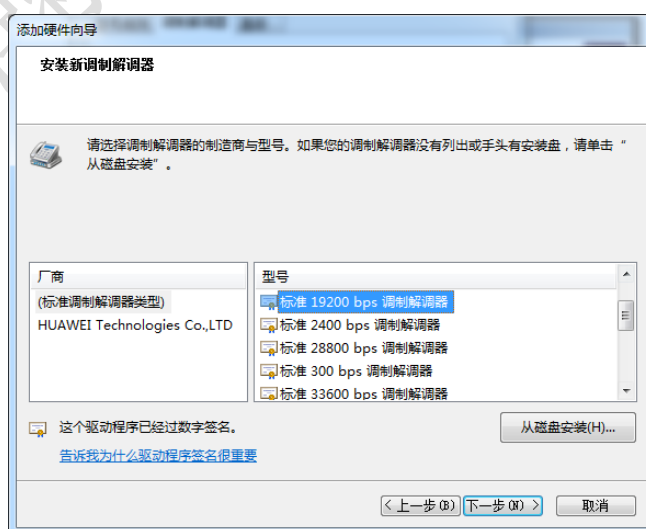 添加硬件向导
安装新调制解调器
请选择调制解调器的制造商与型号。如果您的调制解调器没有列出或手头有安装盘，请单击“
从磁盘安装”。
厂商
(标准调制解调器类型)
HUAWEI Technologies Co.,LTD
型号
标准 19200 bps 调制解调器
标准 2400 bps 调制解调器
标准 28800 bps 调制解调器
标准 300 bps 调制解调器
标准 33600 bps 调制解调器
这个驱动程序已经过数字签名。
从磁盘安装(H)...
告诉我为什么驱动程序签名很重要
< 上一步(B) 下一步(N) > 取消